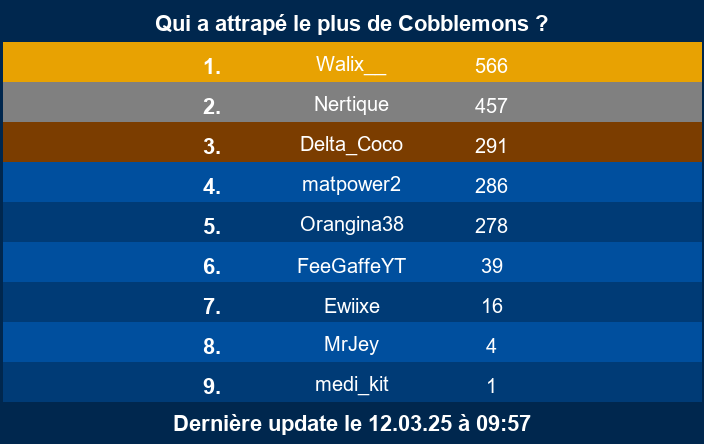 Qui a attrapé le plus de Cobblemons ?
1. Walix__ 566
2. Nertique 457
3. Delta_Coco 291
4. matpower2 286
5. Orangina38 278
6. FeeGaffeYT 39
7. Ewiixe 16
8. MrJey 4
9. medi_kit 1
Dernière update le 12.03.25 à 09:57